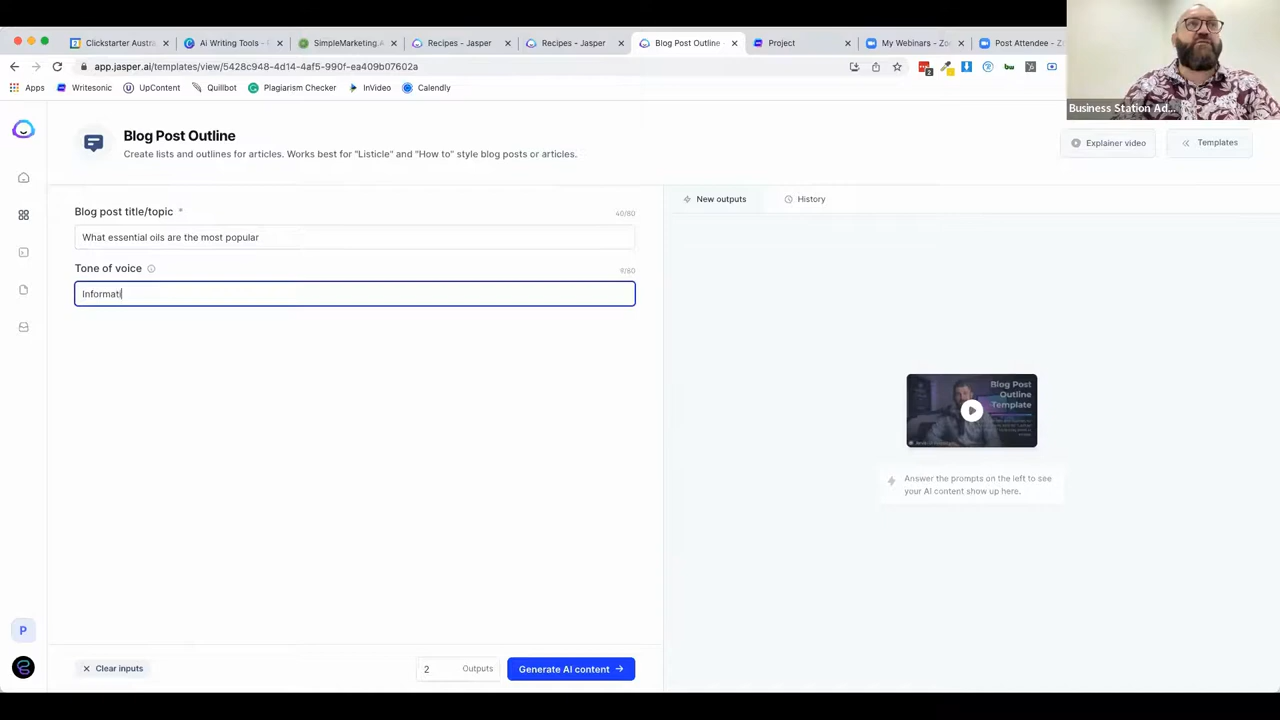 Clickstarter Austra
Ai Writing Tools -
SimpleMarketing.A
Recipes - Jasper
Recipes - Jasper
Blog Post Outline
Project
My Webinars - Zo
Post Attendee - Z
app.jasper.ai/templates/view/5428c948-4d14-4af5-990f-ea409b07602a
Apps
Writesonic
UpContent
Quillbot
Plagiarism Checker
InVideo
Calendly
Business Station Ad...
Blog Post Outline
Create lists and outlines for articles. Works best for "Listicle" and "How to" style blog posts or articles.
Explainer video
Templates
Blog post title/topic *
40/80
What essential oils are the most popular
Tone of voice
9/60
Informati
New outputs
History
Blog Post
Outline
Template
Answer the prompts on the left to see
your AI content show up here.
P
Clear inputs
2
Outputs
Generate AI content